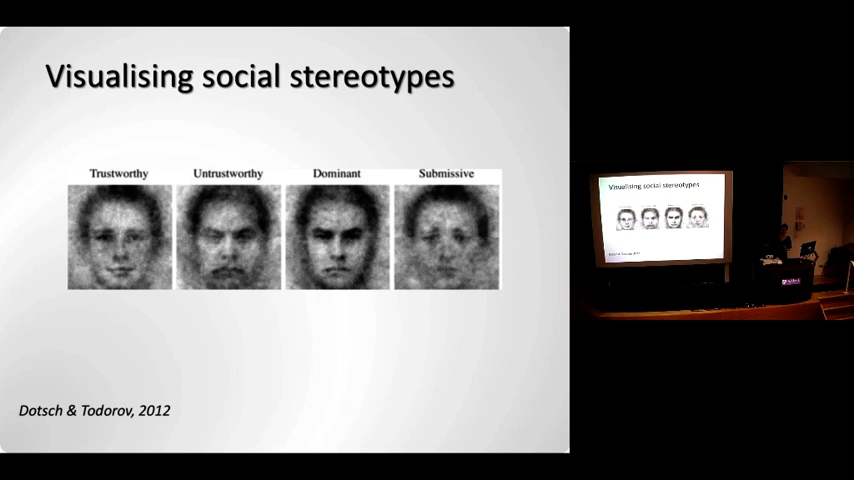 Visualising social stereotypes
Trustworthy Untrustworthy Dominant Submissive
Dotsch & Todorov, 2012
Visualising social stereotypes